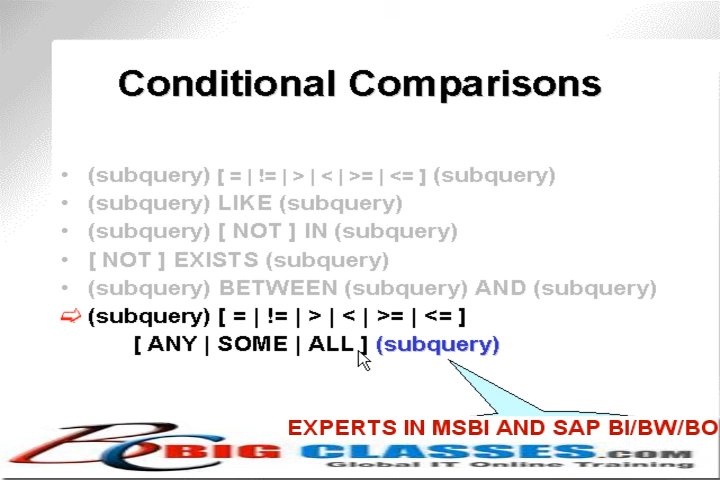 Conditional Comparisons
• (subquery) [ = | != | > | < | >= | <= ] (subquery)
• (subquery) LIKE (subquery)
• (subquery) [ NOT ] IN (subquery)
• [ NOT ] EXISTS (subquery)
• (subquery) BETWEEN (subquery) AND (subquery)
(subquery) [ = | != | > | < | >= | <= ]
[ ANY | SOME | ALL ] (subquery)
EXPERTS IN MSBI AND SAP BI/BW/BO
BC BIG CLASSES.COM
Global IT Online Training